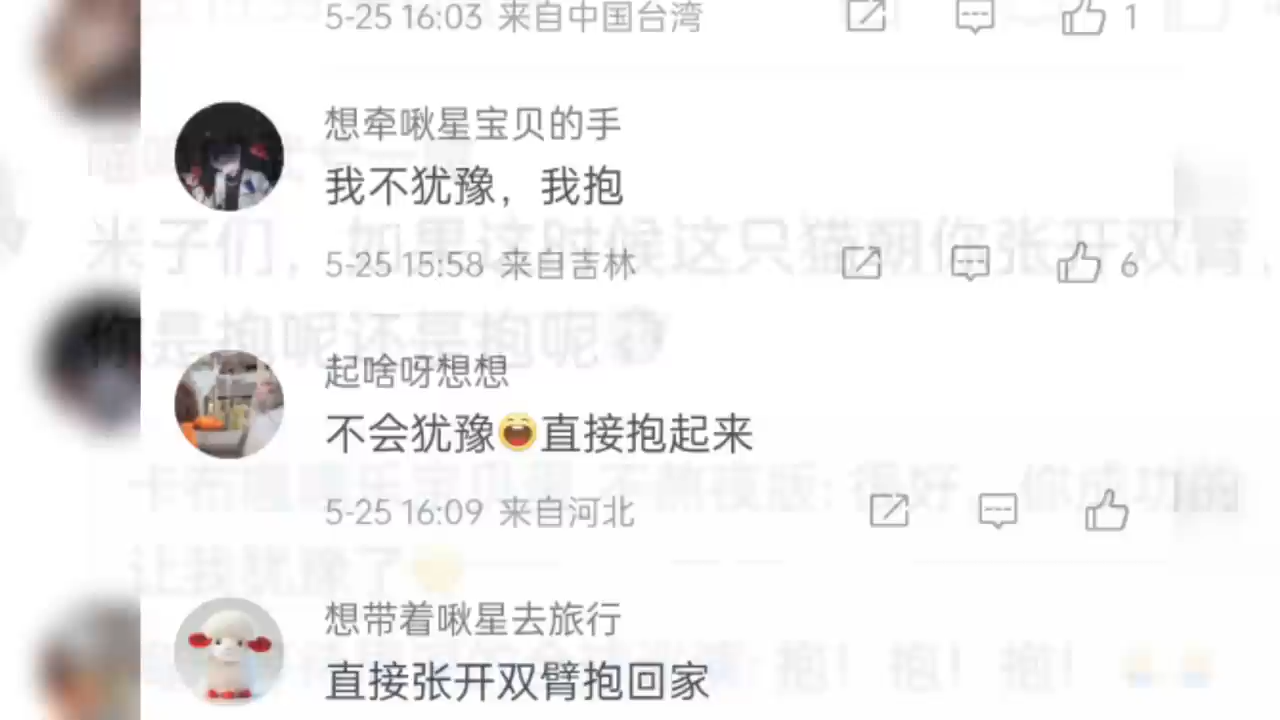 5-25 16:03 来自中国台湾
1
想牵啾星宝贝的手
我不犹豫，我抱
米子们，如果这时候这只猫朝你张开双臂，
5-25 15:58 来自吉林
6
你是抱呢还是抱呢
起啥呀想想
不会犹豫😄直接抱起来
5-25 16:09 来自河北
让我犹豫了
想带着啾星去旅行
抱！抱！抱！
直接张开双臂抱回家